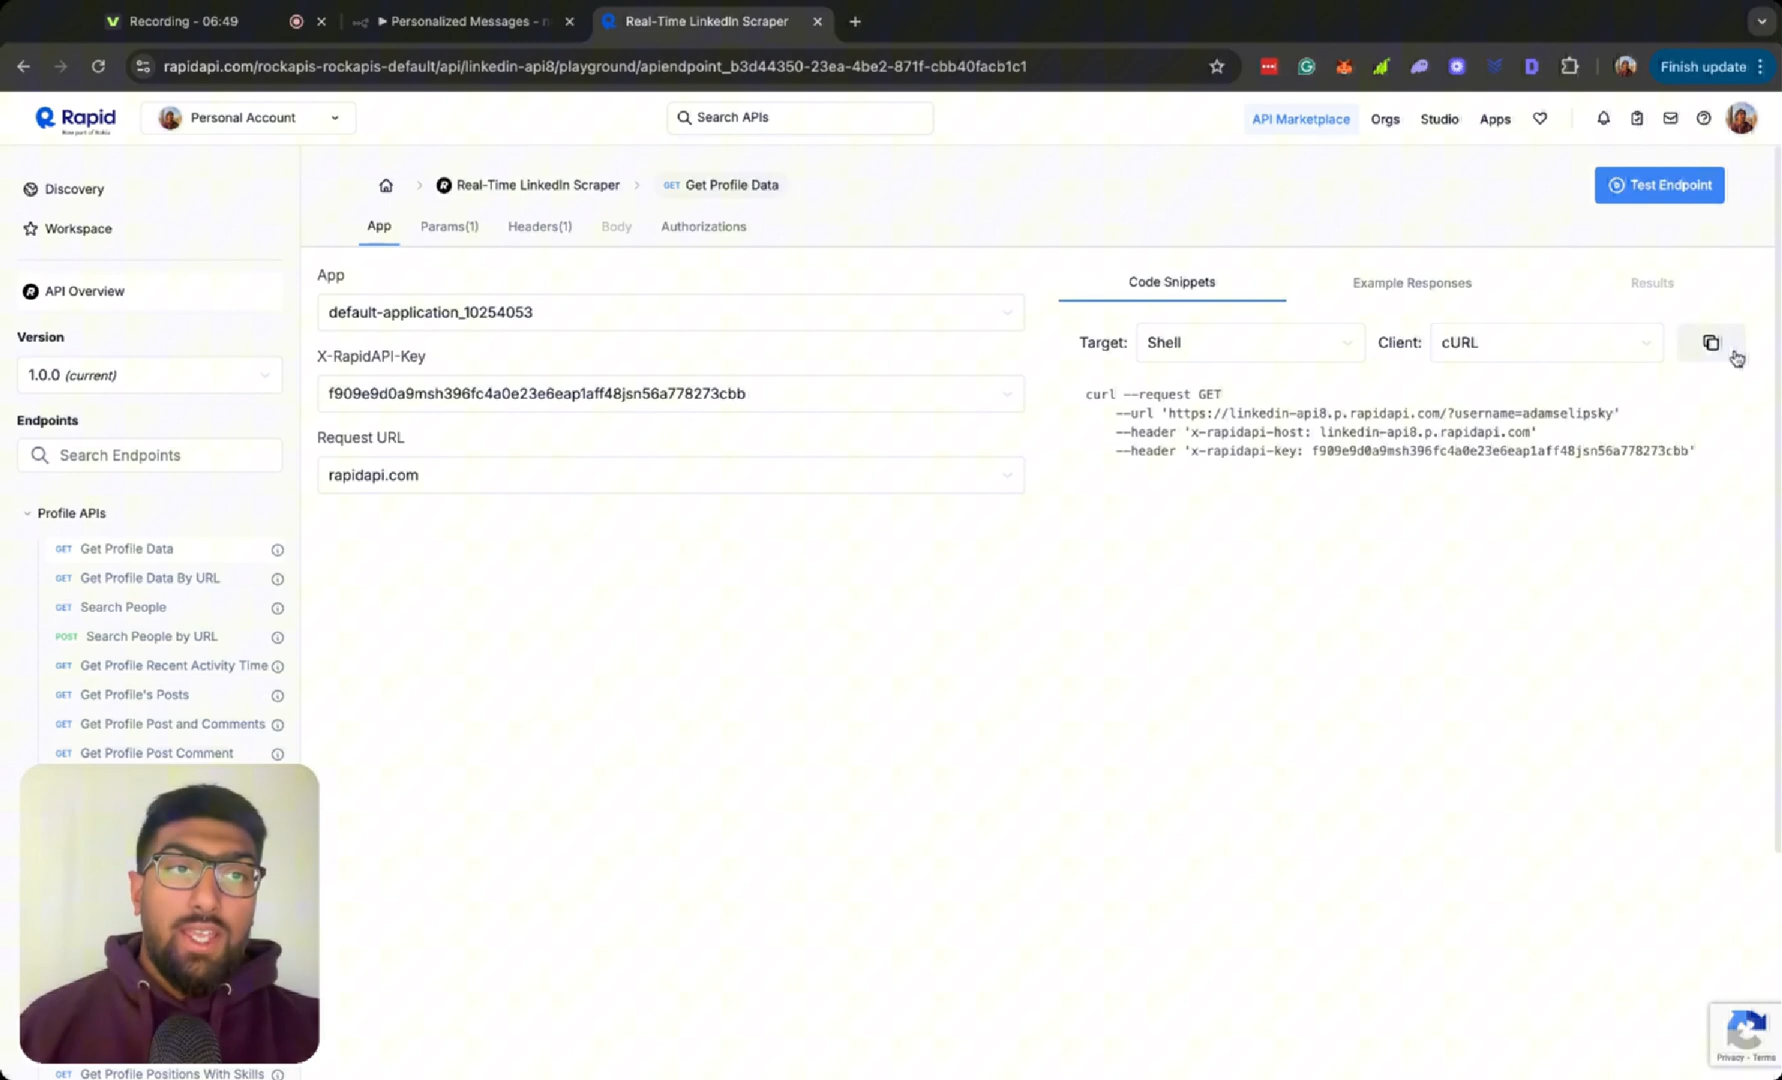 Recording - 06:49
Personalized Messages -
Real-Time LinkedIn Scraper
rapidapi.com/rockapis-rockapis-default/api/linkedin-api8/playground/apiendpoint_b3d44350-23ea-4be2-871f-cbb40facb1c1
Finish update
Rapid
Personal Account
Search APIs
API Marketplace
Orgs
Studio
Apps
Discovery
Workspace
API Overview
Version
1.0.0 (current)
Endpoints
Search Endpoints
Profile APIs
GET Get Profile Data
GET Get Profile Data By URL
GET Search People
POST Search People by URL
GET Get Profile Recent Activity Time
GET Get Profile's Posts
GET Get Profile Post and Comments
GET Get Profile Post Comment
GET Get Profile Positions With Skills
Real-Time LinkedIn Scraper
GET Get Profile Data
Test Endpoint
App
Params(1)
Headers(1)
Body
Authorizations
App
default-application_10254053
X-RapidAPI-Key
f909e9d0a9msh396fc4a0e23e6eap1aff48jsn56a778273cbb
Request URL
rapidapi.com
Code Snippets
Example Responses
Results
Target:
Shell
Client:
cURL
curl --request GET
--url 'https://linkedin-api8.p.rapidapi.com/?username=adamselipsky'
--header 'x-rapidapi-host: linkedin-api8.p.rapidapi.com'
--header 'x-rapidapi-key: f909e9d0a9msh396fc4a0e23e6eap1aff48jsn56a778273cbb'
Privacy - Terms